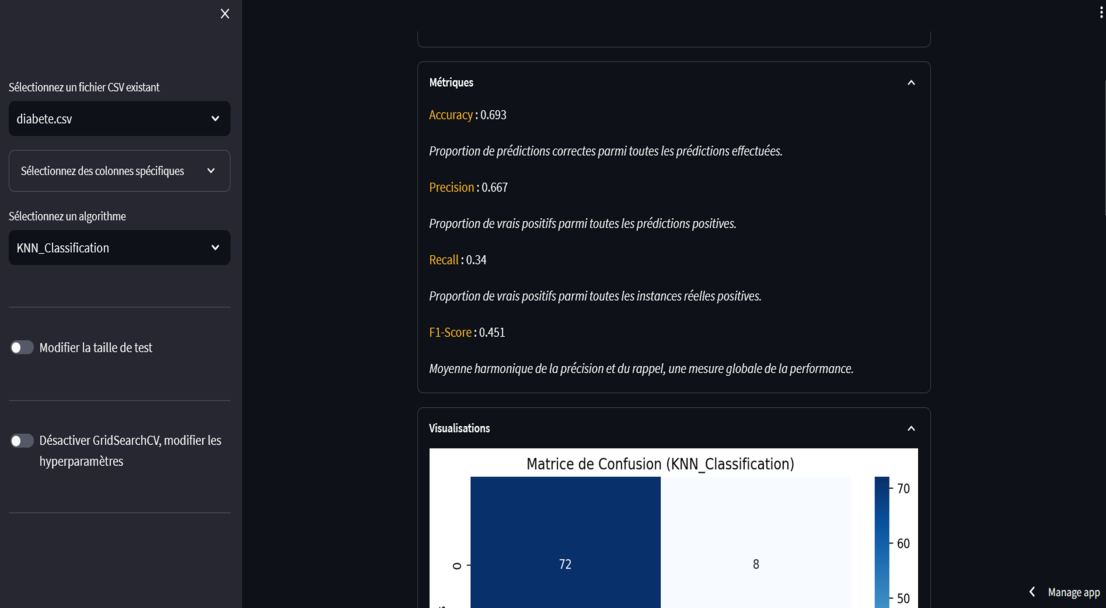 Sélectionnez un fichier CSV existant
diabete.csv
Sélectionnez des colonnes spécifiques
Sélectionnez un algorithme
KNN_Classification
Modifier la taille de test
Désactiver GridSearchCV, modifier les
hyperparamètres
Métriques
Accuracy : 0.693
Proportion de prédictions correctes parmi toutes les prédictions effectuées.
Precision : 0.667
Proportion de vrais positifs parmi toutes les prédictions positives.
Recall : 0.34
Proportion de vrais positifs parmi toutes les instances réelles positives.
F1-Score : 0.451
Moyenne harmonique de la précision et du rappel, une mesure globale de la performance.
Visualisations
Matrice de Confusion (KNN_Classification)
0
72
8
70
60
50
Manage app